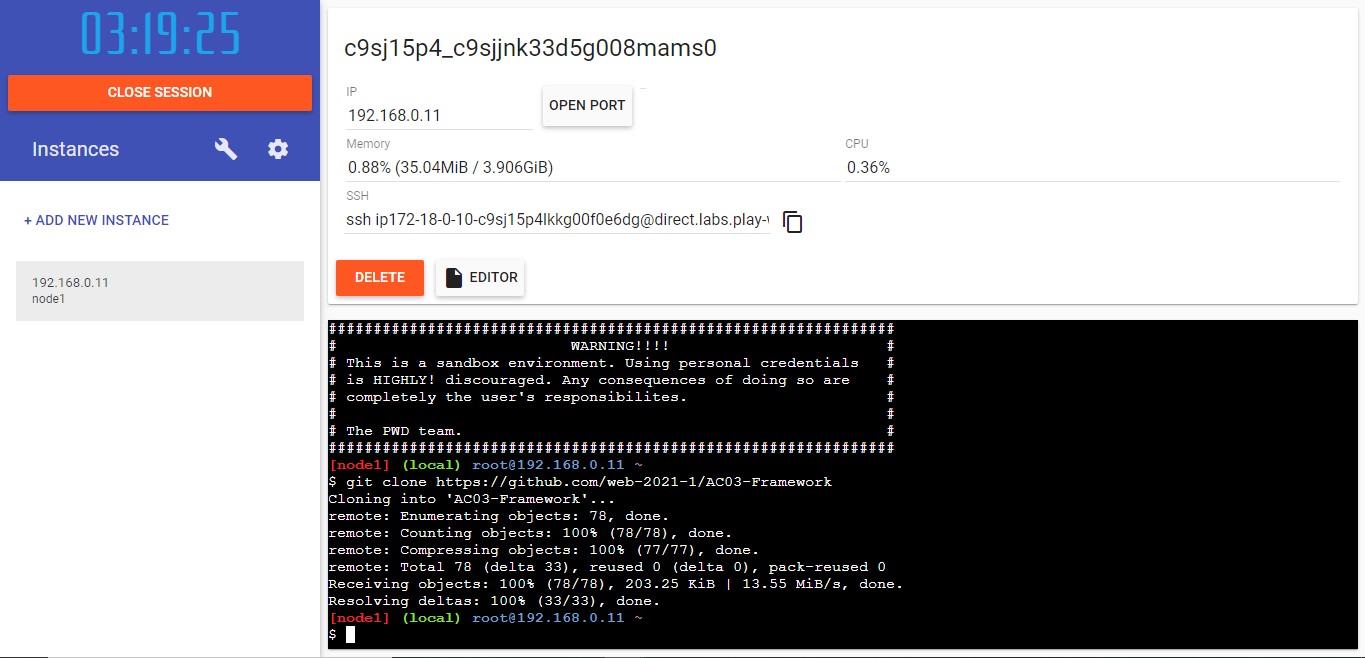 03:19:25
CLOSE SESSION
Instances
+ ADD NEW INSTANCE
192.168.0.11
node1
c9sj15p4_c9sjjnk33d5g008mams0
IP
192.168.0.11
OPEN PORT
Memory
0.88% (35.04MiB / 3.906GiB)
CPU
0.36%
SSH
ssh ip172-18-0-10-c9sj15p4lkkg00f0e6dg@direct.labs.play-
DELETE
EDITOR
###############################################################
# WARNING!!!! #
# This is a sandbox environment. Using personal credentials #
# is HIGHLY! discouraged. Any consequences of doing so are #
# completely the user's responsibilites. #
# #
# The PWD team. #
###############################################################
[node1] (local) root@192.168.0.11 ~
$ git clone https://github.com/web-2021-1/AC03-Framework
Cloning into 'AC03-Framework'...
remote: Enumerating objects: 78, done.
remote: Counting objects: 100% (78/78), done.
remote: Compressing objects: 100% (77/77), done.
remote: Total 78 (delta 33), reused 0 (delta 0), pack-reused 0
Receiving objects: 100% (78/78), 203.25 KiB | 13.55 MiB/s, done.
Resolving deltas: 100% (33/33), done.
[node1] (local) root@192.168.0.11 ~
$